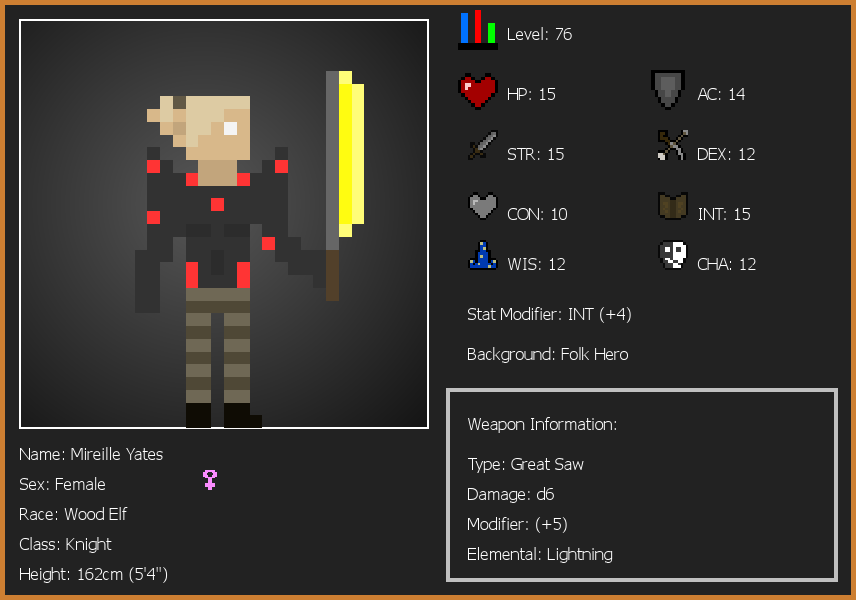 Level: 76
HP: 15
AC: 14
STR: 15
DEX: 12
CON: 10
INT: 15
WIS: 12
CHA: 12
Stat Modifier: INT (+4)
Background: Folk Hero
Weapon Information:
Type: Great Saw
Damage: d6
Modifier: (+5)
Elemental: Lightning
Name: Mireille Yates
Sex: Female
Race: Wood Elf
Class: Knight
Height: 162cm (5'4")